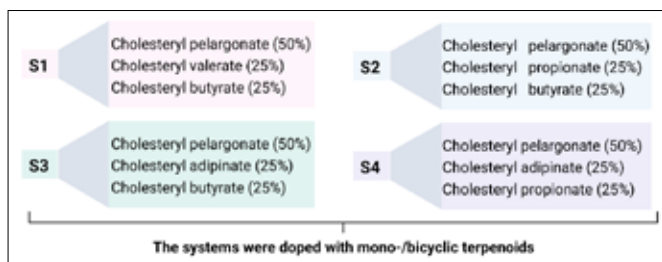 S1
Cholesteryl pelargonate (50%)
Cholesteryl valerate (25%)
Cholesteryl butyrate (25%)
S2
Cholesteryl pelargonate (50%)
Cholesteryl propionate (25%)
Cholesteryl butyrate (25%)
S3
Cholesteryl pelargonate (50%)
Cholesteryl adipinate (25%)
Cholesteryl butyrate (25%)
S4
Cholesteryl pelargonate (50%)
Cholesteryl adipinate (25%)
Cholesteryl propionate (25%)
The systems were doped with mono-/bicyclic terpenoids